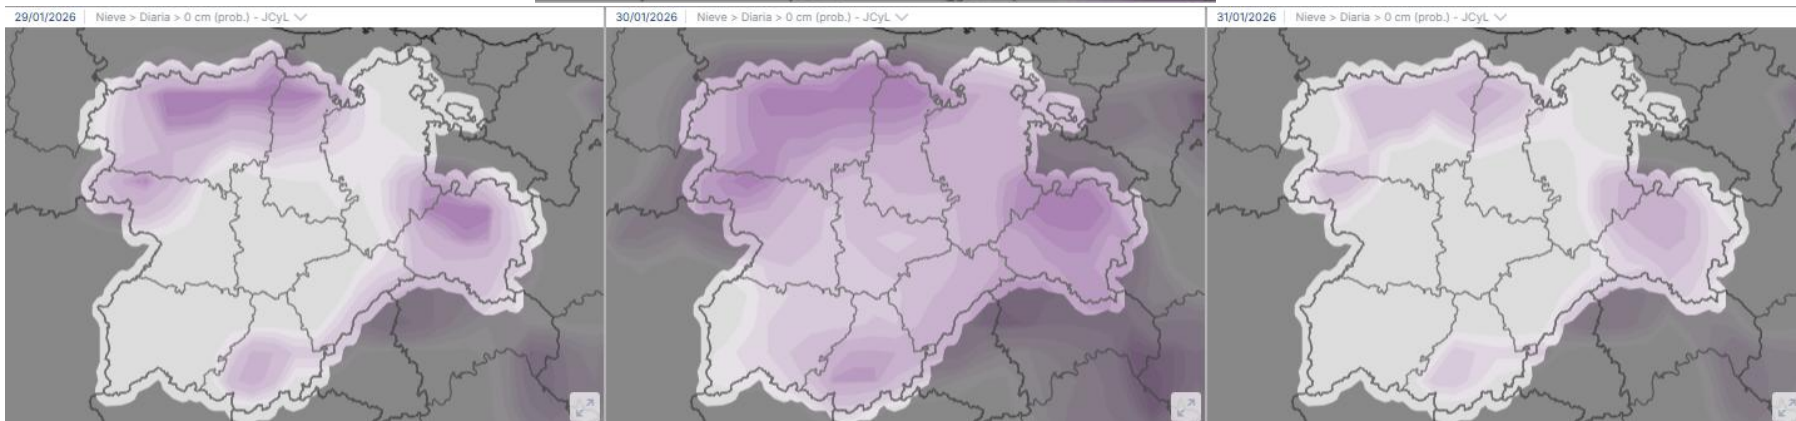 29/01/2026 Nieve > Diaria > 0 cm (prob.) - JCyL
30/01/2026 Nieve > Diaria > 0 cm (prob.) - JCyL
31/01/2026 Nieve > Diaria > 0 cm (prob.) - JCyL